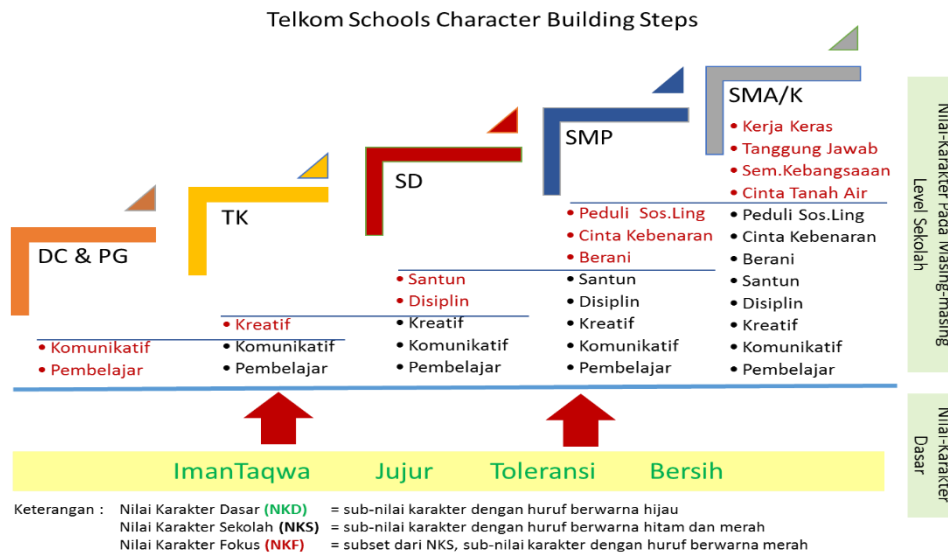 Telkom Schools Character Building Steps
DC & PG
• Komunikatif
• Pembelajar
TK
• Kreatif
• Komunikatif
• Pembelajar
SD
• Santun
• Disiplin
• Kreatif
• Komunikatif
• Pembelajar
SMP
• Peduli Sos.Ling
• Cinta Kebenaran
• Berani
• Santun
• Disiplin
• Kreatif
• Komunikatif
• Pembelajar
SMA/K
• Kerja Keras
• Tanggung Jawab
• Sem.Kebangsaaan
• Cinta Tanah Air
• Peduli Sos.Ling
• Cinta Kebenaran
• Berani
• Santun
• Disiplin
• Kreatif
• Komunikatif
• Pembelajar
Nilai-Karakter Pada Masing-masing
Level Sekolah
ImanTaqwa Jujur Toleransi Bersih
Nilai-Karakter
Dasar
Keterangan : Nilai Karakter Dasar (NKD) = sub-nilai karakter dengan huruf berwarna hijau
Nilai Karakter Sekolah (NKS) = sub-nilai karakter dengan huruf berwarna hitam dan merah
Nilai Karakter Fokus (NKF) = subset dari NKS, sub-nilai karakter dengan huruf berwarna merah